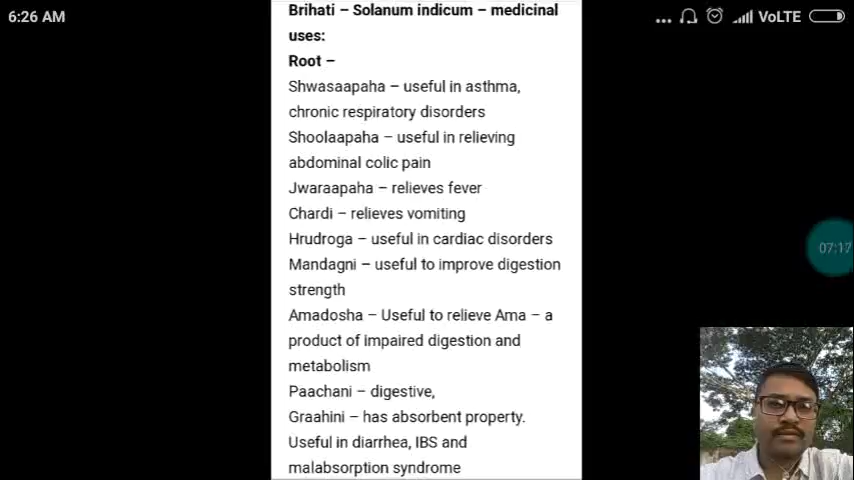 6:26 AM
... VoLTE
Brihati – Solanum indicum – medicinal
uses:
Root –
Shwasaapaha – useful in asthma,
chronic respiratory disorders
Shoolaapaha – useful in relieving
abdominal colic pain
Jwaraapaha – relieves fever
Chardi – relieves vomiting
Hrudroga – useful in cardiac disorders
Mandagni – useful to improve digestion
strength
Amadosha – Useful to relieve Ama – a
product of impaired digestion and
metabolism
Paachani – digestive,
Graahini – has absorbent property.
Useful in diarrhea, IBS and
malabsorption syndrome
07:17